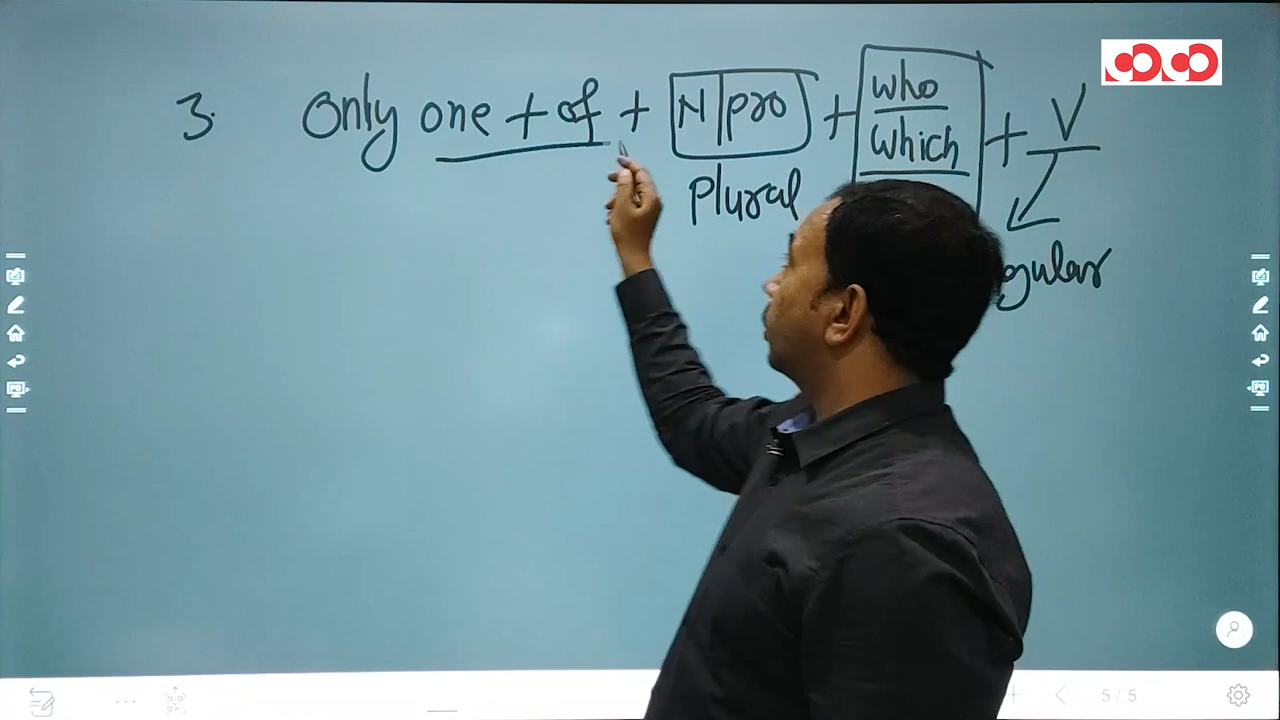 3. Only one + of + N|pro + who + V
which
plural
gular
5/5